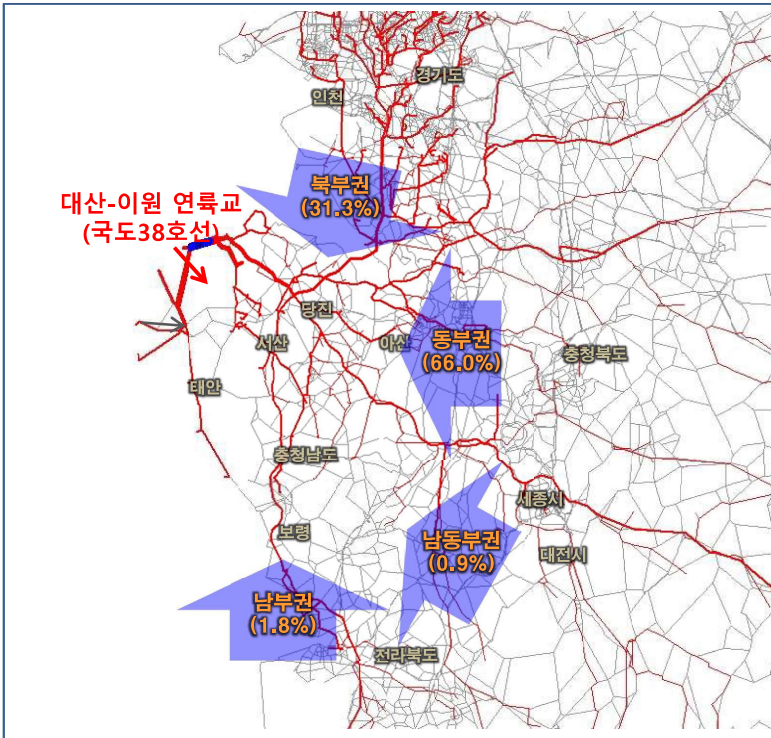 경기도
인천
북부권
(31.3%)
대산-이원 연륙교
(국도38호선)
당진
서산
아산
동부권
(66.0%)
충청북도
태안
충청남도
세종시
보령
남동부권
(0.9%)
대전시
남부권
(1.8%)
전라북도